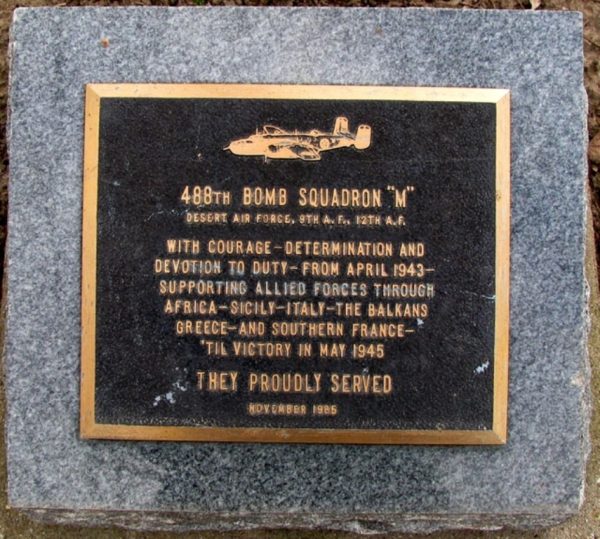 488TH BOMB SQUADRON "M"
DESERT AIR FORCE, 9TH A.F., 12TH A.F.
WITH COURAGE-DETERMINATION AND
DEVOTION TO DUTY-FROM APRIL 1943-
SUPPORTING ALLIED FORCES THROUGH
AFRICA-SICILY-ITALY-THE BALKANS
GREECE-AND SOUTHERN FRANCE-
'TIL VICTORY IN MAY 1945
THEY PROUDLY SERVED
NOVEMBER 1985